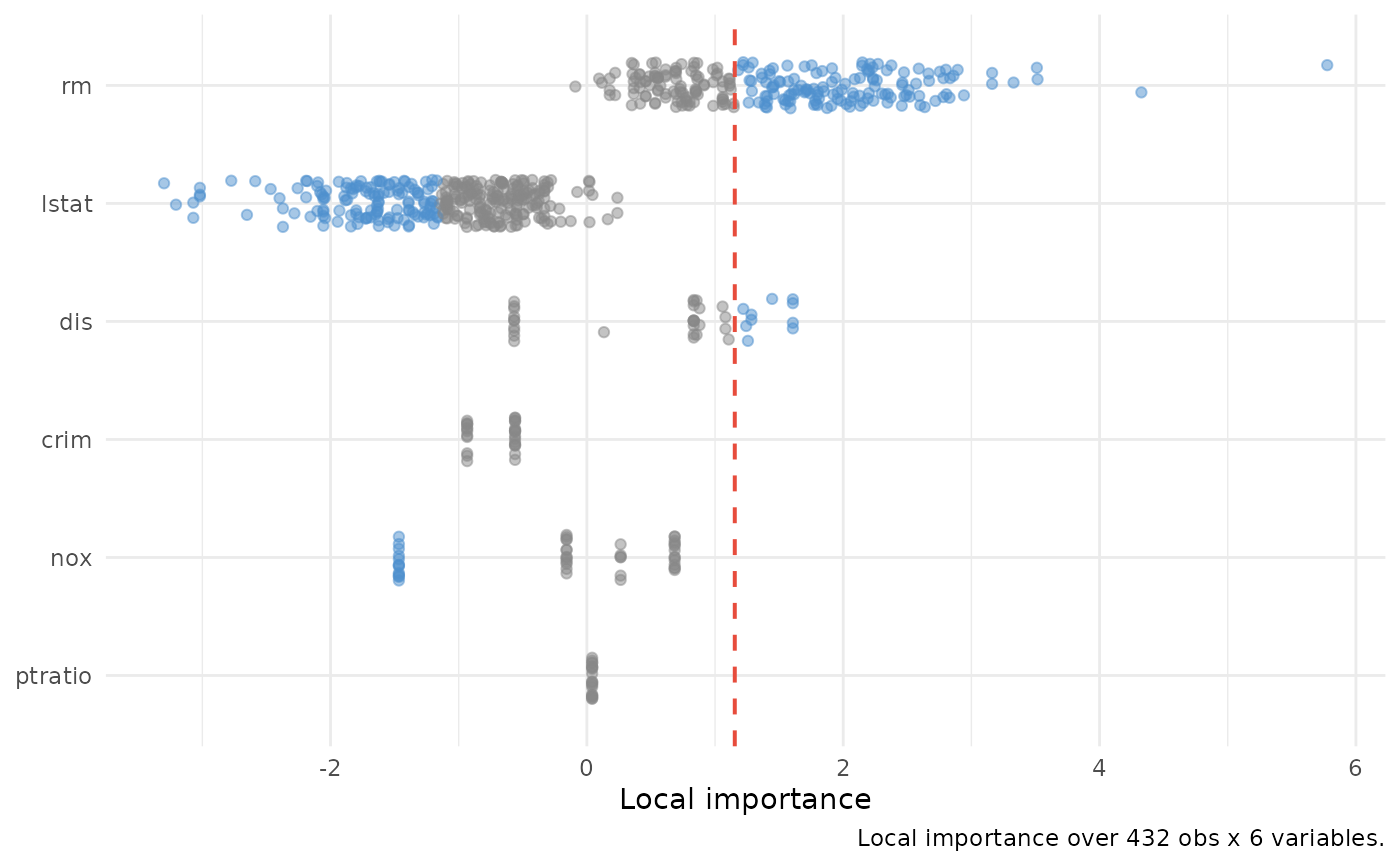 rm
lstat
dis
crim
nox
ptratio
-2 0 2 4 6
Local importance
Local importance over 432 obs x 6 variables.